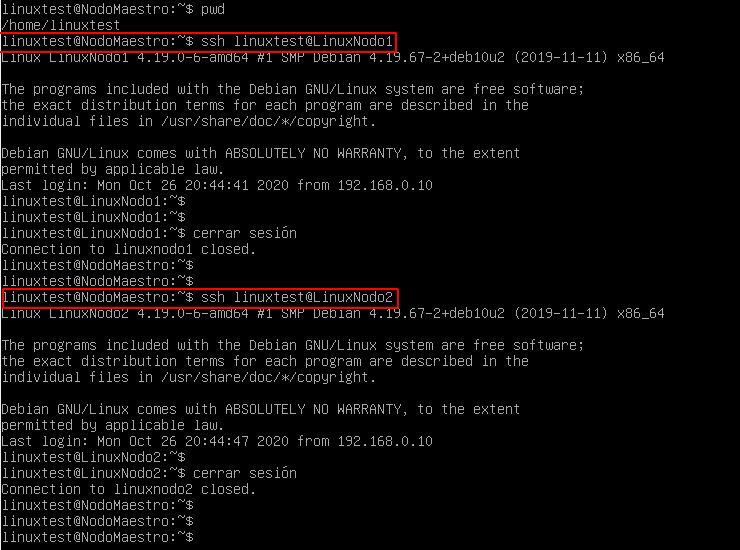 linuxtest@NodoMaestro:~$ pwd
/home/linuxtest
linuxtest@NodoMaestro:~$ ssh linuxtest@LinuxNodo1
Linux LinuxNodo1 4.19.0-6-amd64 #1 SMP Debian 4.19.67-2+deb10u2 (2019-11-11) x86_64
The programs included with the Debian GNU/Linux system are free software;
the exact distribution terms for each program are described in the
individual files in /usr/share/doc/*/copyright.
Debian GNU/Linux comes with ABSOLUTELY NO WARRANTY, to the extent
permitted by applicable law.
Last login: Mon Oct 26 20:44:41 2020 from 192.168.0.10
linuxtest@LinuxNodo1:~$
linuxtest@LinuxNodo1:~$
linuxtest@LinuxNodo1:~$ cerrar sesión
Connection to linuxnodo1 closed.
linuxtest@NodoMaestro:~$
linuxtest@NodoMaestro:~$
linuxtest@NodoMaestro:~$ ssh linuxtest@LinuxNodo2
Linux LinuxNodo2 4.19.0-6-amd64 #1 SMP Debian 4.19.67-2+deb10u2 (2019-11-11) x86_64
The programs included with the Debian GNU/Linux system are free software;
the exact distribution terms for each program are described in the
individual files in /usr/share/doc/*/copyright.
Debian GNU/Linux comes with ABSOLUTELY NO WARRANTY, to the extent
permitted by applicable law.
Last login: Mon Oct 26 20:44:47 2020 from 192.168.0.10
linuxtest@LinuxNodo2:~$
linuxtest@LinuxNodo2:~$ cerrar sesión
Connection to linuxnodo2 closed.
linuxtest@NodoMaestro:~$
linuxtest@NodoMaestro:~$
linuxtest@NodoMaestro:~$